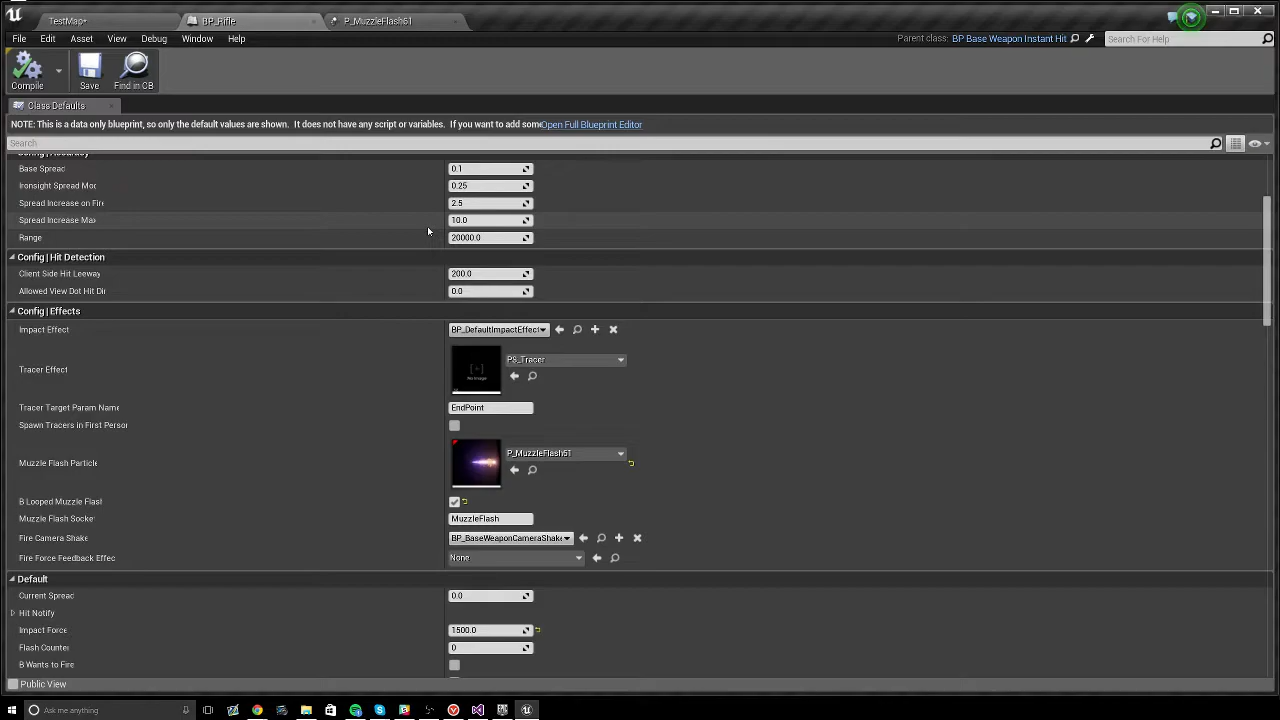 TestMap*
BP_Rifle
P_MuzzleFlash51
File Edit Asset View Debug Window Help
Parent class: BP Base Weapon Instant Hit
Search For Help
Compile
Save
Find in CB
Class Defaults
NOTE: This is a data only blueprint, so only the default values are shown. It does not have any script or variables. If you want to add som Open Full Blueprint Editor
Search
Config|Accuracy
Base Spread 0.1
Ironsight Spread Mod 0.25
Spread Increase on Fire 2.5
Spread Increase Max 10.0
Range 20000.0
Config|Hit Detection
Client Side Hit Leeway 200.0
Allowed View Dot Hit Dir 0.0
Config|Effects
Impact Effect BP_DefaultImpactEffect
Tracer Effect PS_Tracer
Tracer Target Param Name EndPoint
Spawn Tracers in First Person
Muzzle Flash Particle P_MuzzleFlash51
B Looped Muzzle Flash
Muzzle Flash Socket MuzzleFlash
Fire Camera Shake BP_BaseWeaponCameraShake
Fire Force Feedback Effec None
Default
Current Spread 0.0
Hit Notify
Impact Force 1500.0
Flash Counter 0
B Wants to Fire
Public View
Ask me anything